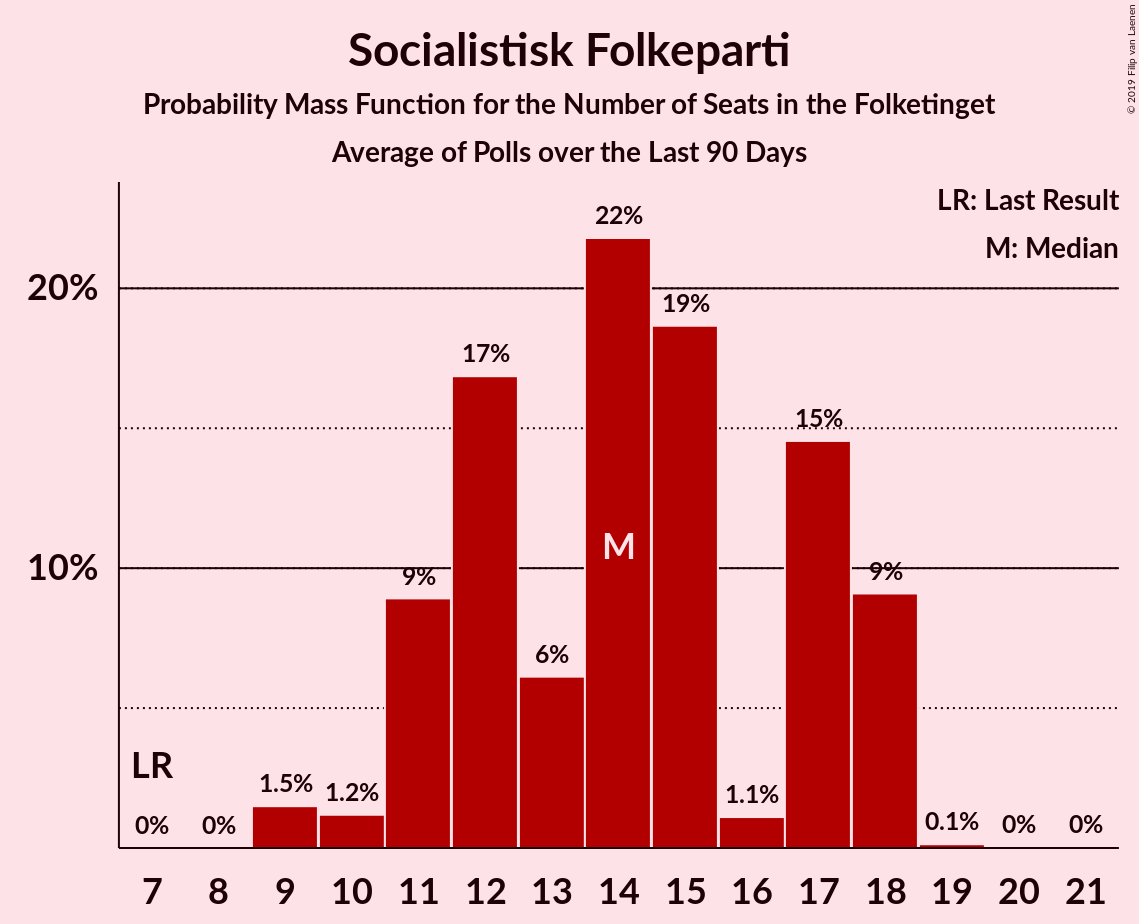 Socialistisk Folkeparti
Probability Mass Function for the Number of Seats in the Folketinget
Average of Polls over the Last 90 Days
© 2019 Filip van Laenen
LR: Last Result
M: Median
20%
10%
LR
0%
0%
1.5%
1.2%
9%
17%
6%
22%
M
19%
1.1%
15%
9%
0.1%
0%
0%
7 8 9 10 11 12 13 14 15 16 17 18 19 20 21